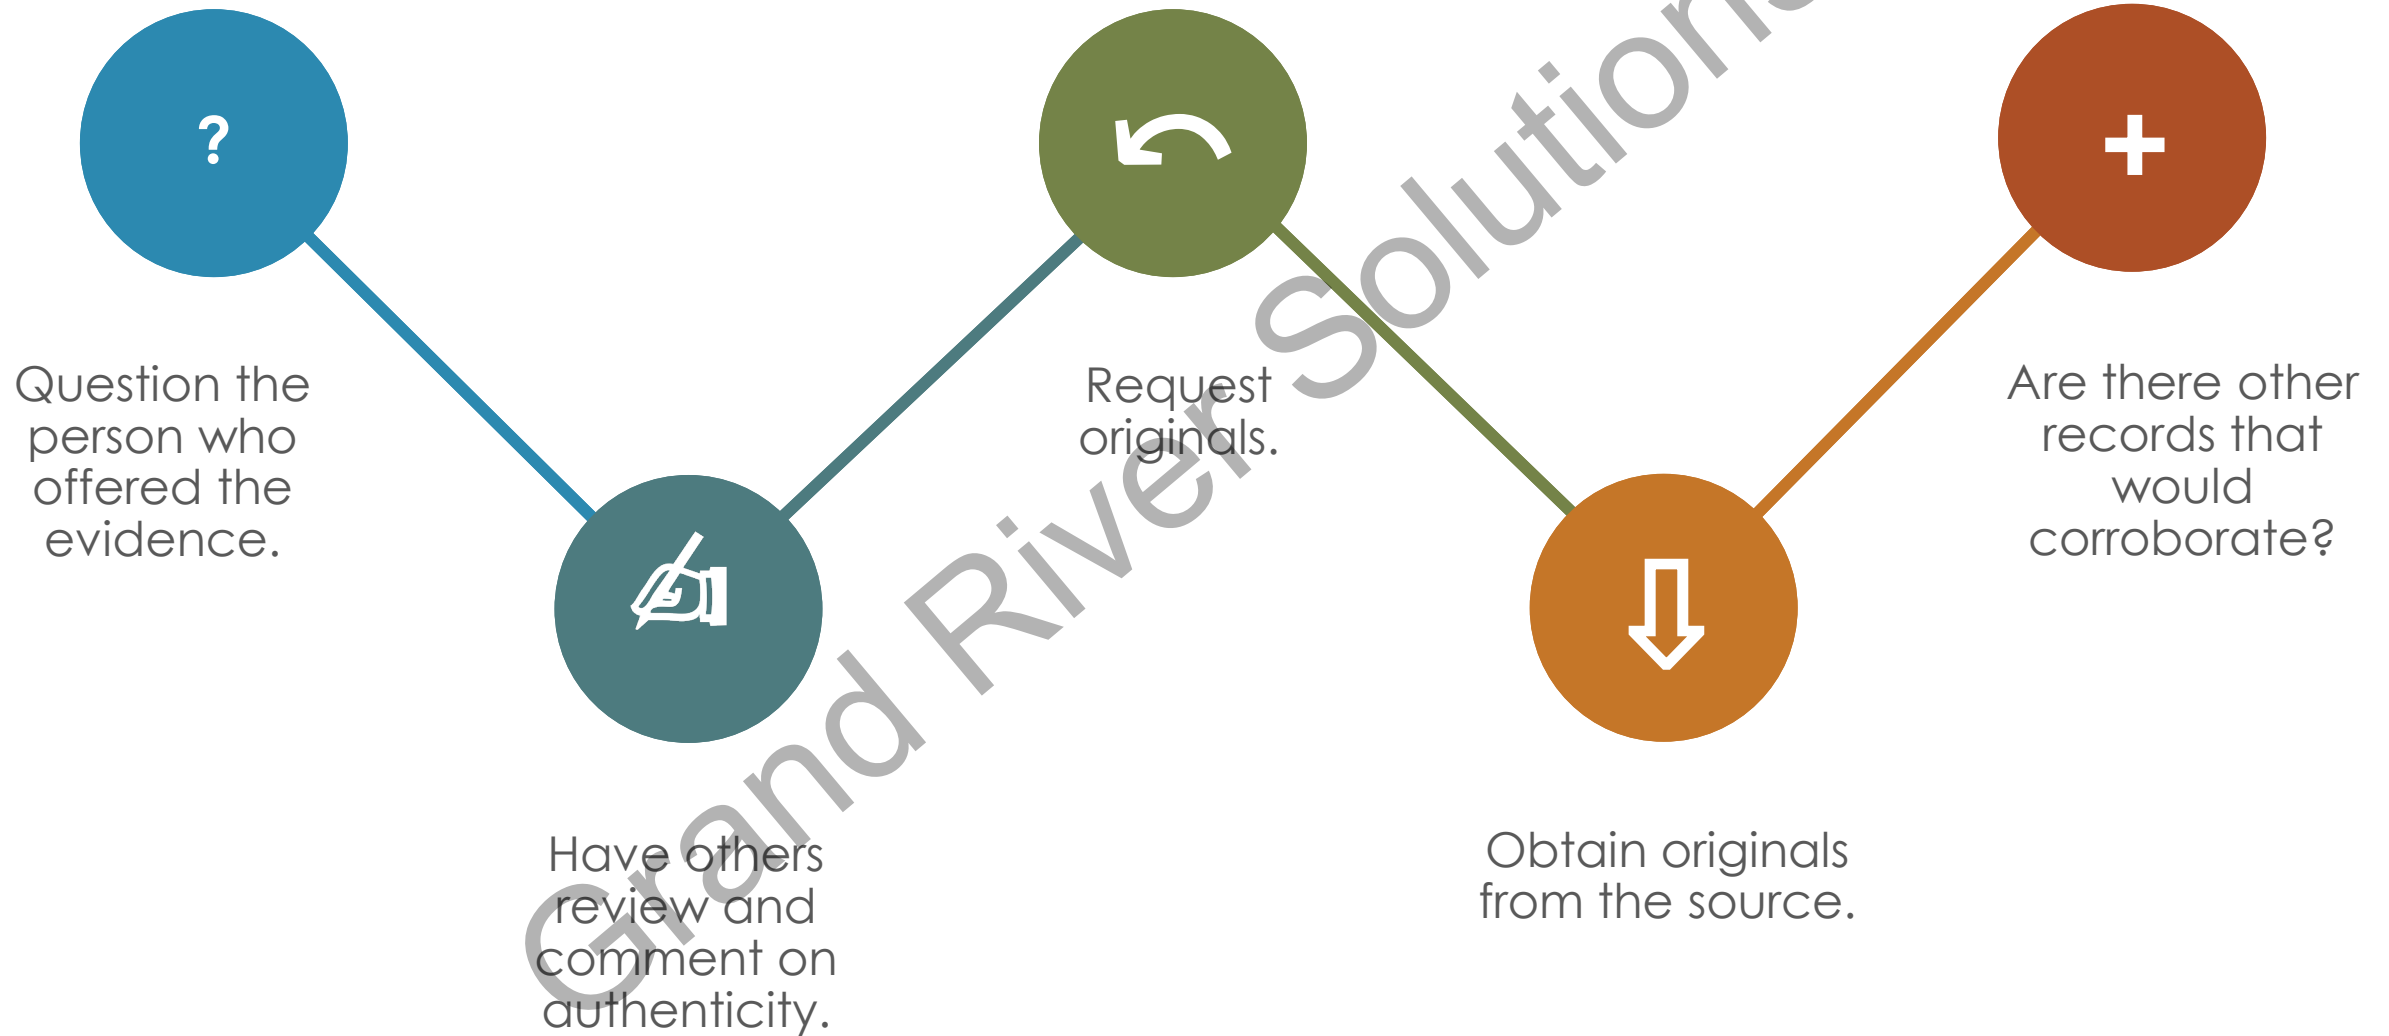 ?
Question the
person who
offered the
evidence.
Have others
review and
comment on
authenticity.
Request
originals.
Obtain originals
from the source.
+
Are there other
records that
would
corroborate?
Grand River Solutions